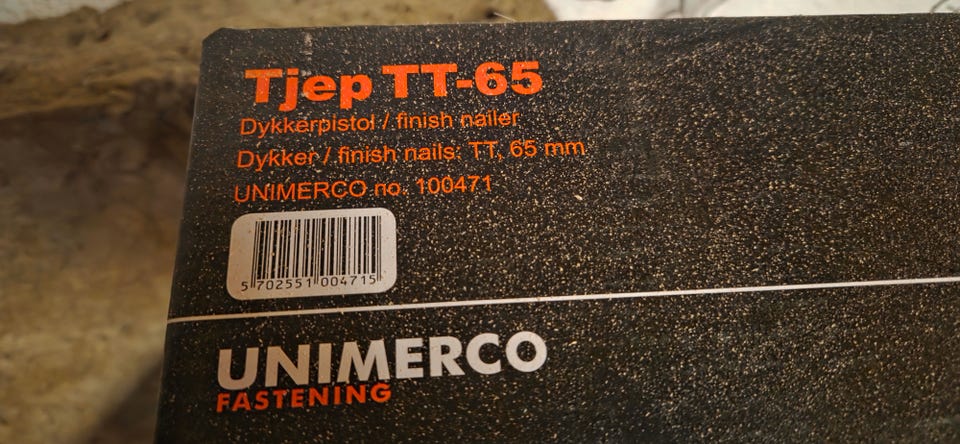 Tjep TT-65
Dykkerpistol / finish nailer
Dykker / finish nails: TT, 65 mm
UNIMERCO no. 100471
5 702551 004715
UNIMERCO
FASTENING